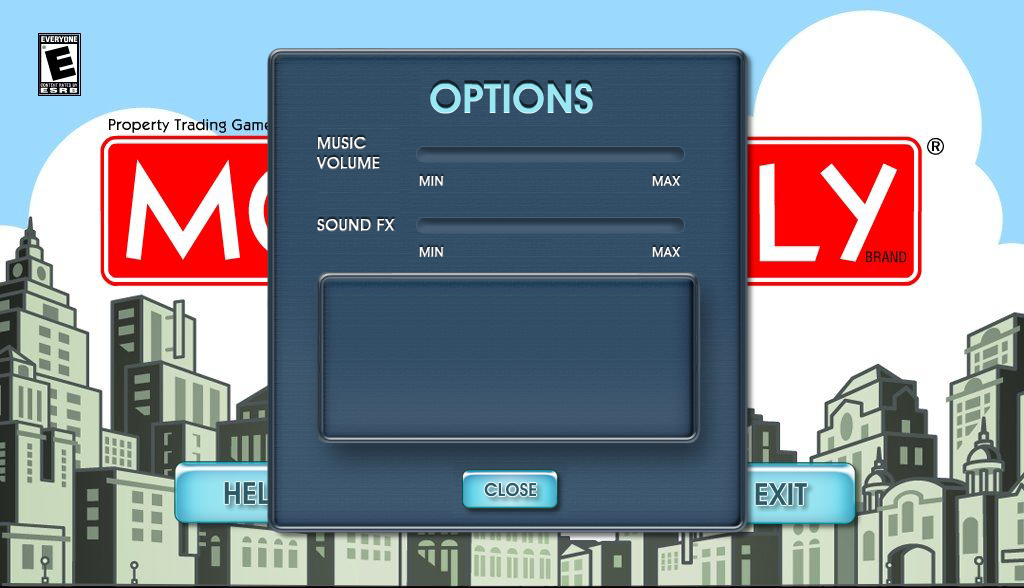 EVERYONE
E
CONTENT RATED BY
ESRB
OPTIONS
Property Trading Game
MUSIC
VOLUME
MIN MAX
M LY ®
BRAND
SOUND FX
MIN MAX
HEL
CLOSE
EXIT